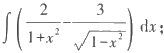 ∫ ( 2/(1+x²) - 3/√(1-x²) ) dx;